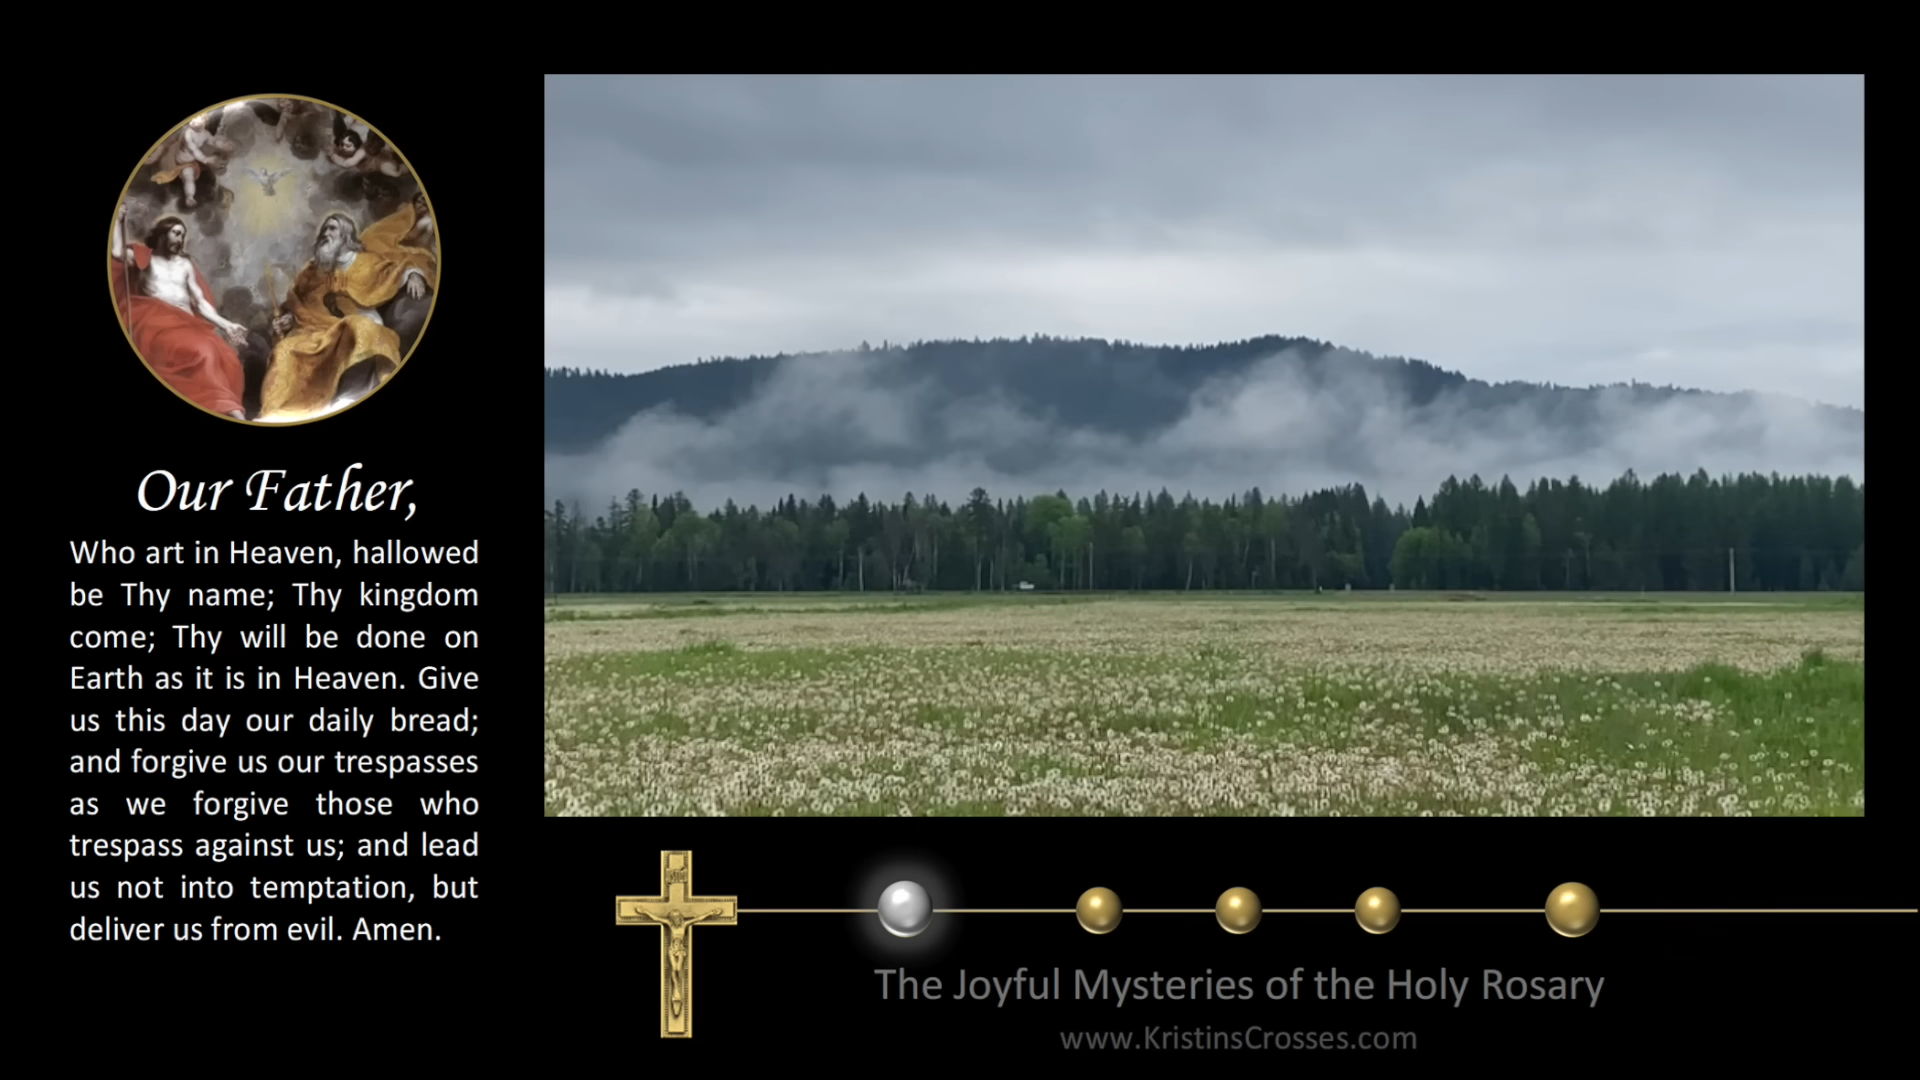 Our Father,
Who art in Heaven, hallowed
be Thy name; Thy kingdom
come; Thy will be done on
Earth as it is in Heaven. Give
us this day our daily bread;
and forgive us our trespasses
as we forgive those who
trespass against us; and lead
us not into temptation, but
deliver us from evil. Amen.
The Joyful Mysteries of the Holy Rosary
www.KristinsCrosses.com